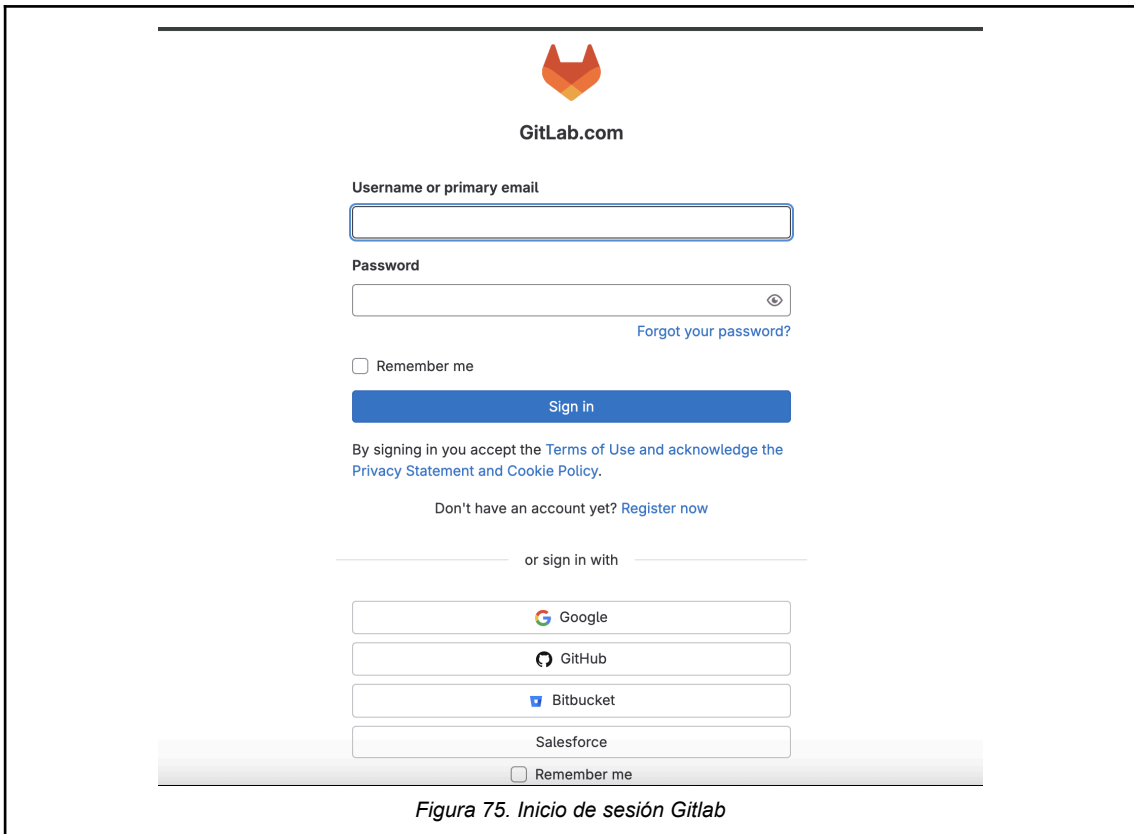 GitLab.com
Username or primary email
Password
Forgot your password?
Remember me
Sign in
By signing in you accept the Terms of Use and acknowledge the
Privacy Statement and Cookie Policy.
Don't have an account yet? Register now
or sign in with
Google
GitHub
Bitbucket
Salesforce
Remember me
Figura 75. Inicio de sesión Gitlab